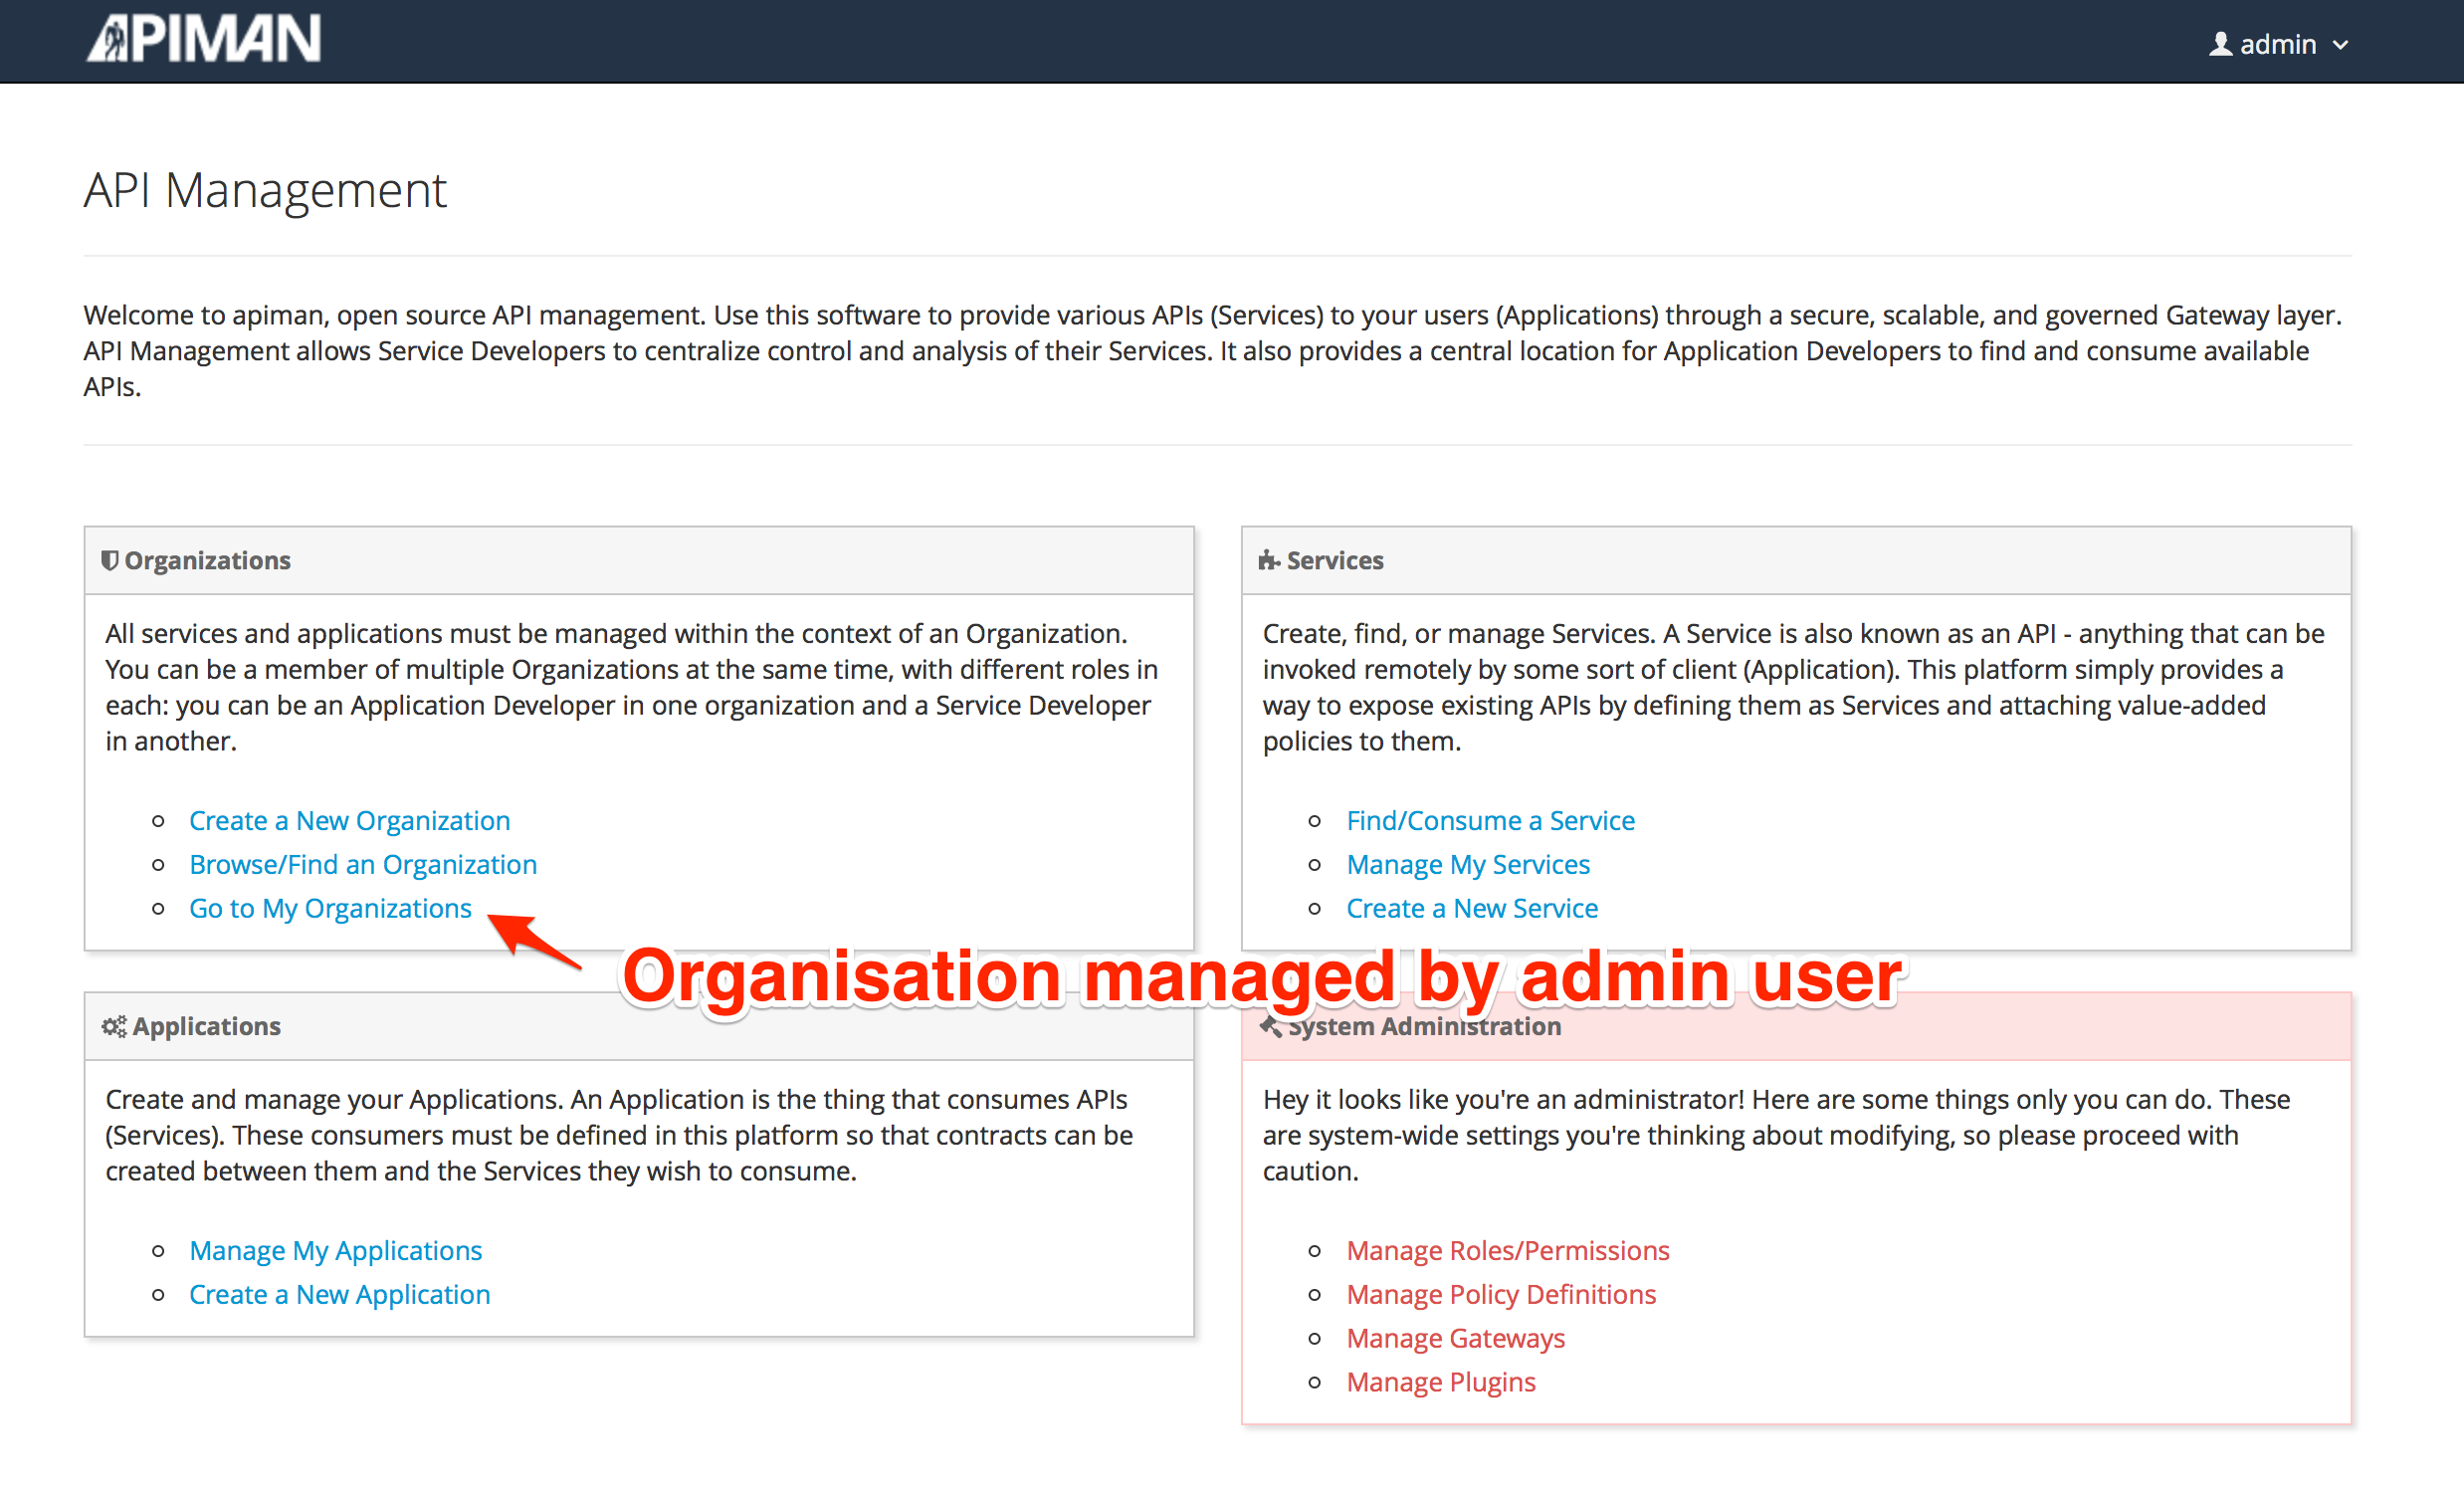 APIMAN
admin
API Management
Welcome to apiman, open source API management. Use this software to provide various APIs (Services) to your users (Applications) through a secure, scalable, and governed Gateway layer.
API Management allows Service Developers to centralize control and analysis of their Services. It also provides a central location for Application Developers to find and consume available
APIs.
Organizations
All services and applications must be managed within the context of an Organization.
You can be a member of multiple Organizations at the same time, with different roles in
each: you can be an Application Developer in one organization and a Service Developer
in another.
Create a New Organization
Browse/Find an Organization
Go to My Organizations
Services
Create, find, or manage Services. A Service is also known as an API - anything that can be
invoked remotely by some sort of client (Application). This platform simply provides a
way to expose existing APIs by defining them as Services and attaching value-added
policies to them.
Find/Consume a Service
Manage My Services
Create a New Service
Organisation managed by admin user
Applications
Create and manage your Applications. An Application is the thing that consumes APIs
(Services). These consumers must be defined in this platform so that contracts can be
created between them and the Services they wish to consume.
Manage My Applications
Create a New Application
System Administration
Hey it looks like you're an administrator! Here are some things only you can do. These
are system-wide settings you're thinking about modifying, so please proceed with
caution.
Manage Roles/Permissions
Manage Policy Definitions
Manage Gateways
Manage Plugins